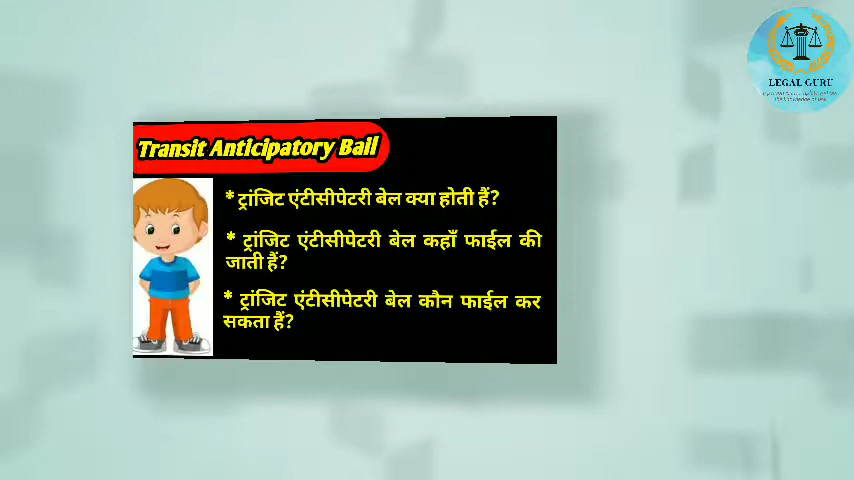 LEGAL GURU
Transit Anticipatory Bail
* ट्रांजिट एंटीसीपेटरी बेल क्या होती हैं?
* ट्रांजिट एंटीसीपेटरी बेल कहाँ फाईल की
जाती हैं?
* ट्रांजिट एंटीसीपेटरी बेल कौन फाईल कर
सकता हैं?